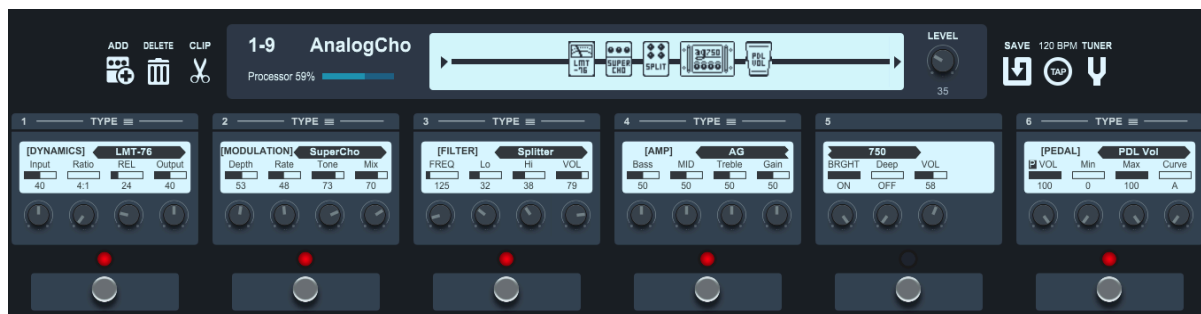 ADD DELETE CLIP
1-9 AnalogCho
Processor 59%
LMT -76
SUPER CHO
SPLIT
ag750
PDL VOL
LEVEL
35
SAVE 120 BPM TUNER
TAP
1 TYPE
[DYNAMICS] LMT-76
Input Ratio REL Output
40 4:1 24 40
2 TYPE
[MODULATION] SuperCho
Depth Rate Tone Mix
53 48 73 70
3 TYPE
[FILTER] Splitter
FREQ Lo Hi VOL
125 32 38 79
4 TYPE
[AMP] AG
Bass MID Treble Gain
50 50 50 50
5
750
BRGHT Deep VOL
ON OFF 58
6 TYPE
[PEDAL] PDL Vol
P VOL Min Max Curve
100 0 100 A